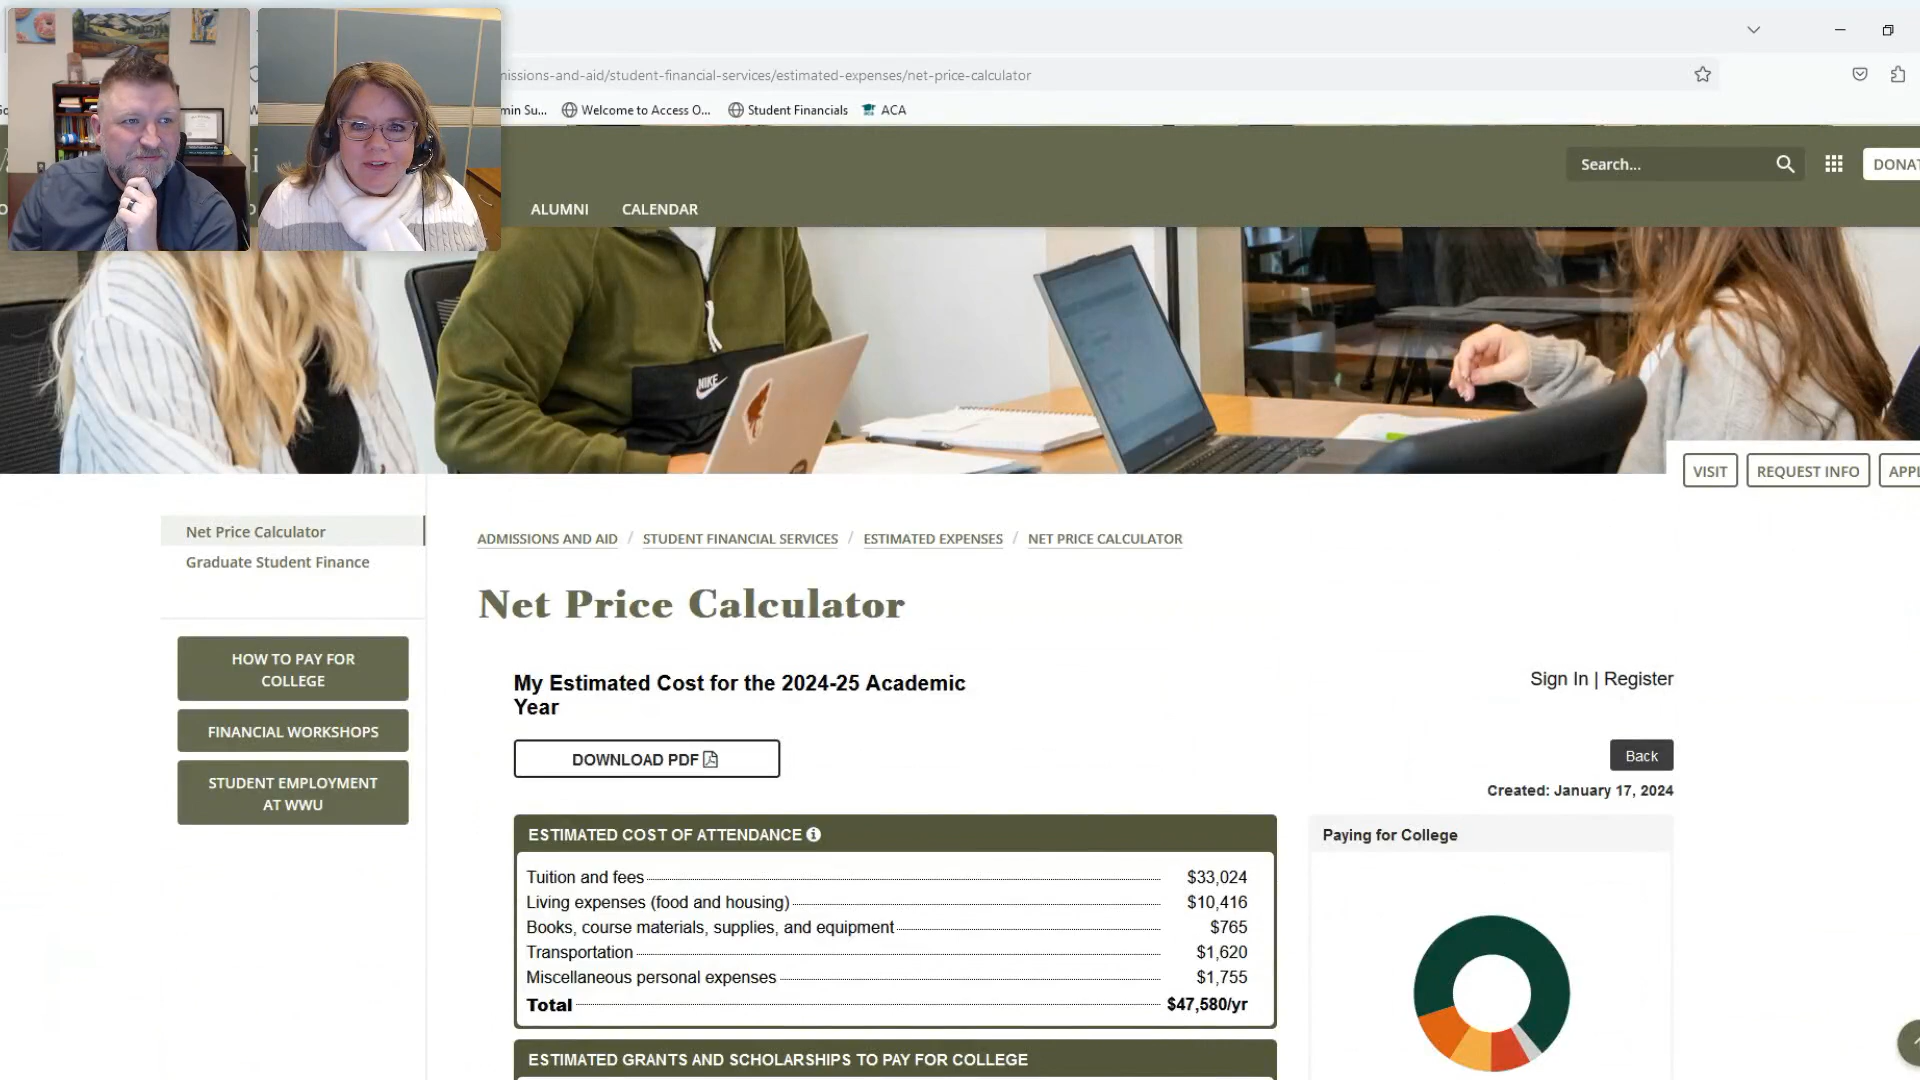 nissions-and-aid/student-financial-services/estimated-expenses/net-price-calculator
min Su... Welcome to Access O... Student Financials ACA
Search... DONAT
ALUMNI CALENDAR
NIKE
VISIT REQUEST INFO APPL
Net Price Calculator
Graduate Student Finance
HOW TO PAY FOR
COLLEGE
FINANCIAL WORKSHOPS
STUDENT EMPLOYMENT
AT WWU
ADMISSIONS AND AID / STUDENT FINANCIAL SERVICES / ESTIMATED EXPENSES / NET PRICE CALCULATOR
Net Price Calculator
My Estimated Cost for the 2024-25 Academic
Year
Sign In | Register
DOWNLOAD PDF
Back
Created: January 17, 2024
ESTIMATED COST OF ATTENDANCE
Tuition and fees $33,024
Living expenses (food and housing) $10,416
Books, course materials, supplies, and equipment $765
Transportation $1,620
Miscellaneous personal expenses $1,755
Total $47,580/yr
ESTIMATED GRANTS AND SCHOLARSHIPS TO PAY FOR COLLEGE
Paying for College